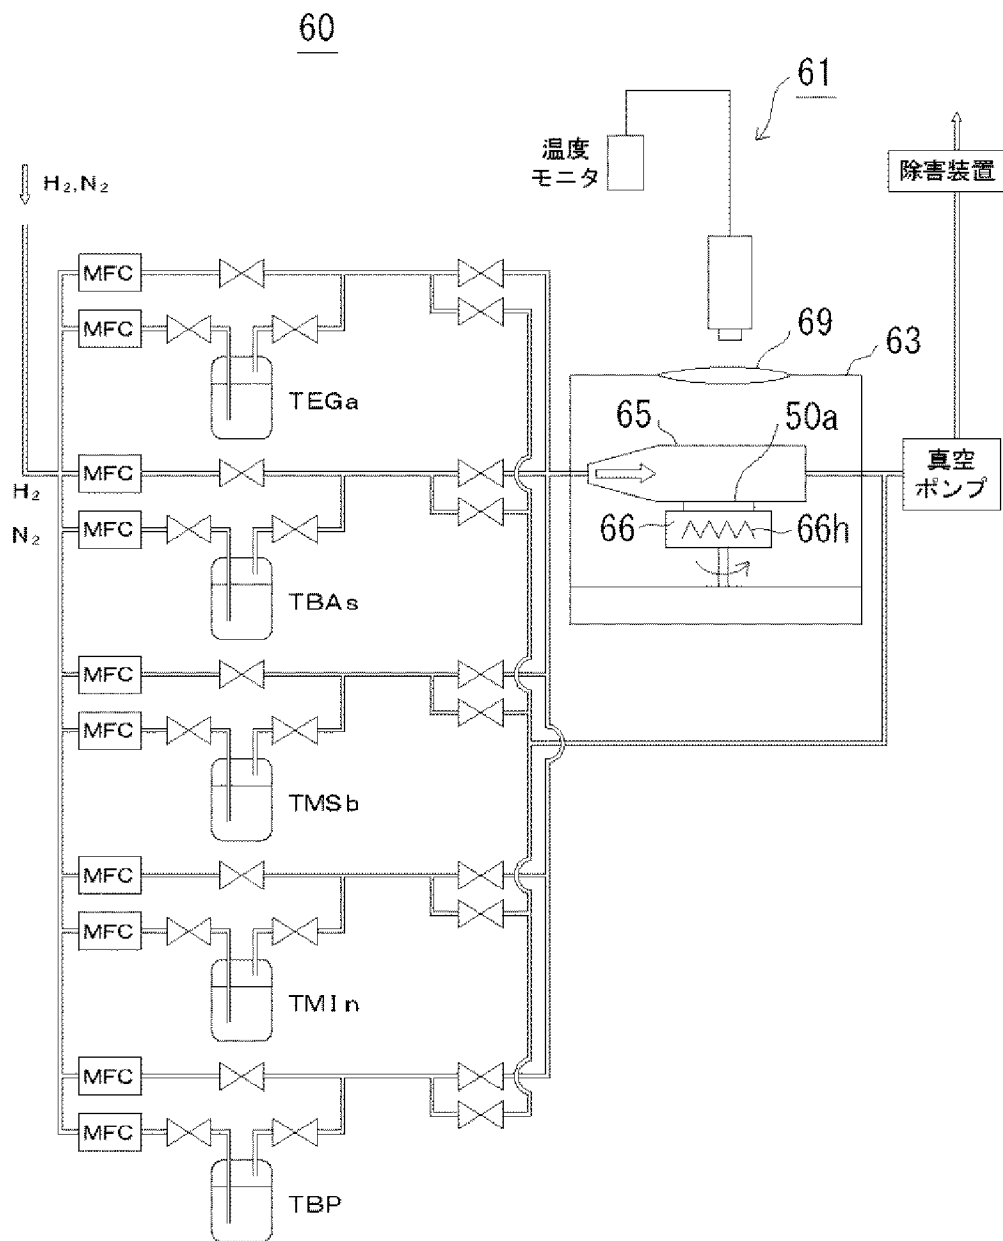 60
61
温度
モニタ
除害装置
H₂,N₂
MFC
MFC
TEGa
69
63
65
50a
真空
ポンプ
MFC
H₂
N₂
MFC
TBAs
66
66h
MFC
MFC
TMSb
MFC
MFC
TMIn
MFC
MFC
TBP